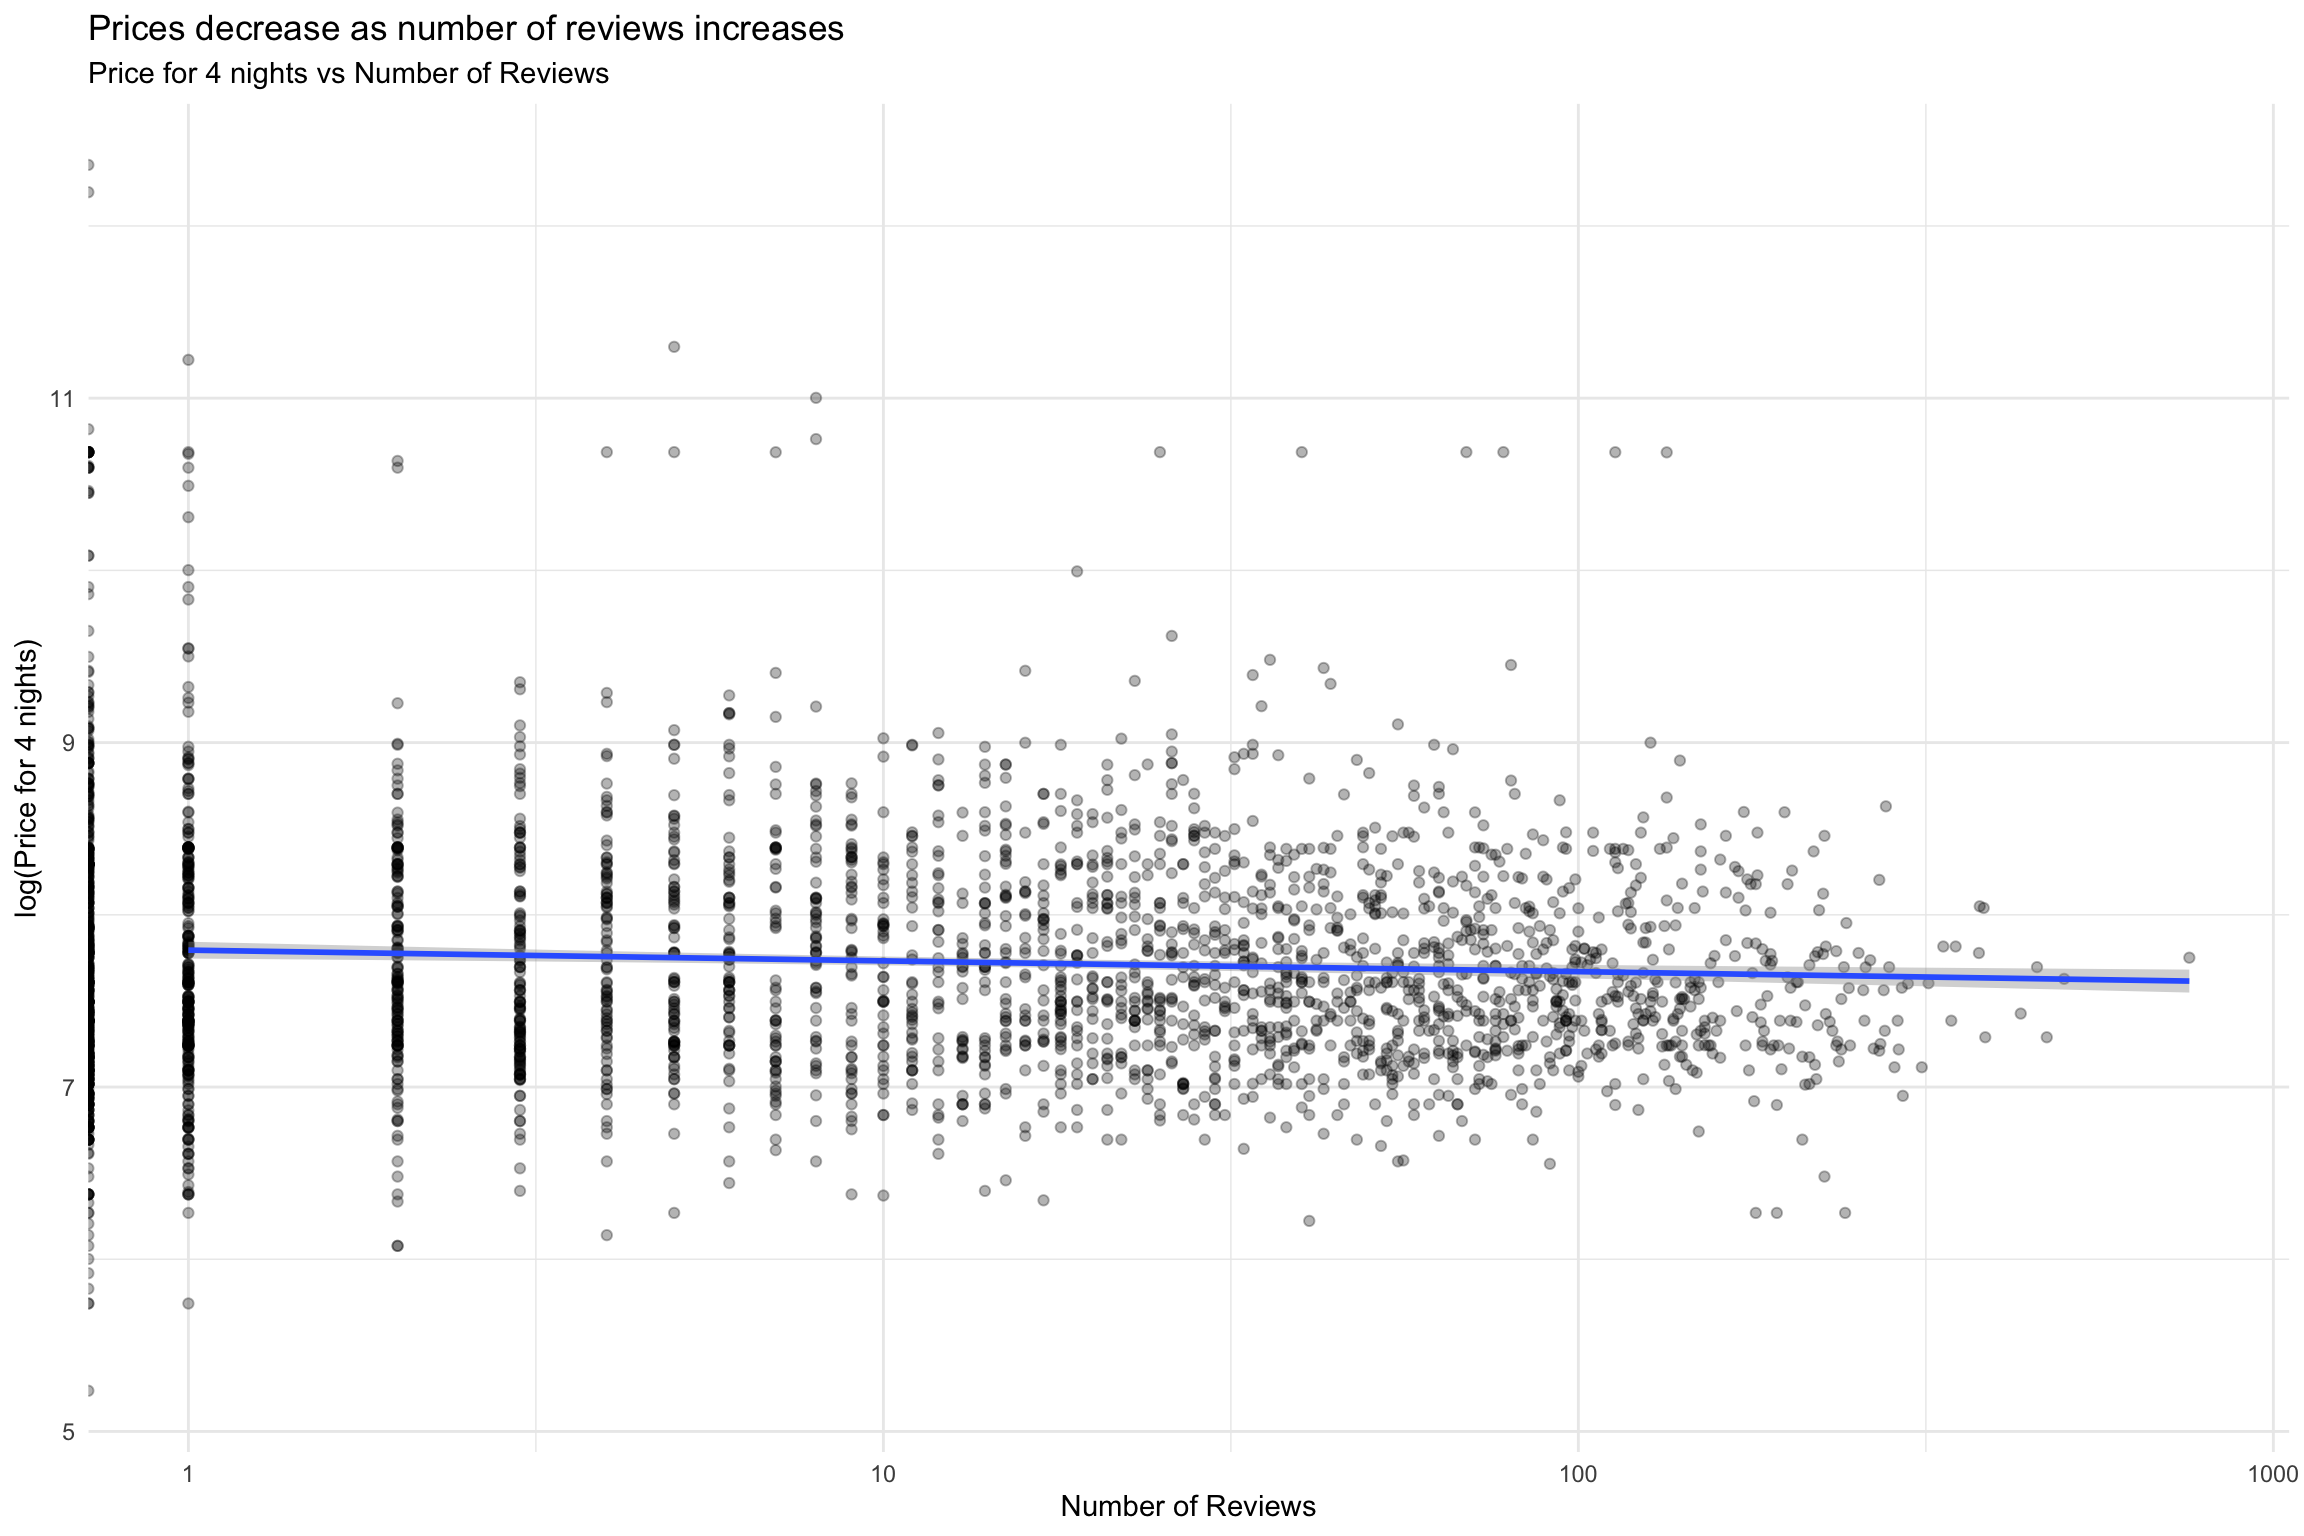 Prices decrease as number of reviews increases
Price for 4 nights vs Number of Reviews
log(Price for 4 nights)
11
9
7
5
1
10
100
1000
Number of Reviews